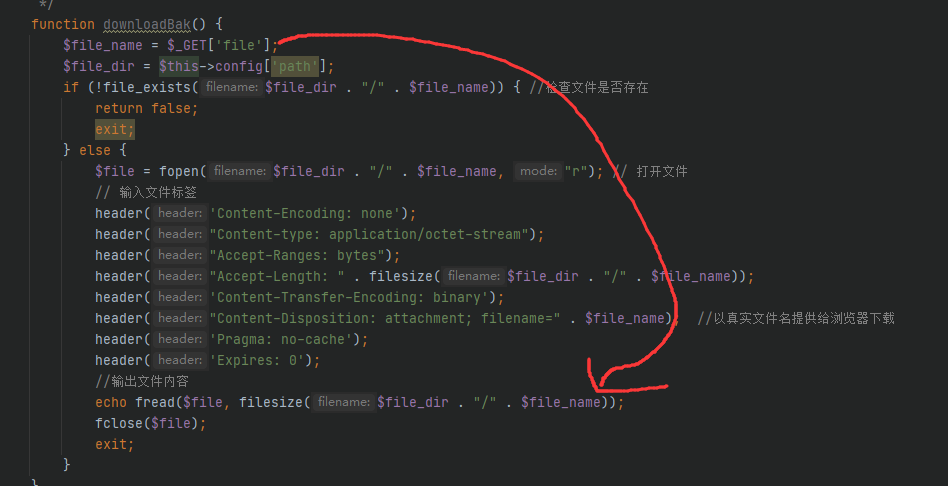 */
function downloadBak() {
$file_name = $_GET['file'];
$file_dir = $this->config['path'];
if (!file_exists( filename: $file_dir . "/" . $file_name)) { //检查文件是否存在
return false;
exit;
} else {
$file = fopen( filename: $file_dir . "/" . $file_name, mode: "r"); // 打开文件
// 输入文件标签
header( header: 'Content-Encoding: none');
header( header: "Content-type: application/octet-stream");
header( header: "Accept-Ranges: bytes");
header( header: "Accept-Length: " . filesize( filename: $file_dir . "/" . $file_name));
header( header: 'Content-Transfer-Encoding: binary');
header( header: "Content-Disposition: attachment; filename=" . $file_name); //以真实文件名提供给浏览器下载
header( header: 'Pragma: no-cache');
header( header: 'Expires: 0');
//输出文件内容
echo fread($file, filesize( filename: $file_dir . "/" . $file_name));
fclose($file);
exit;
}
}